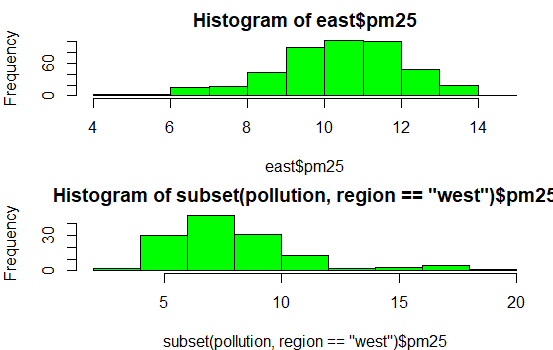 Histogram of east$pm25
Frequency
60
0
4 6 8 10 12 14
east$pm25
Histogram of subset(pollution, region == "west")$pm25
Frequency
30
0
5 10 15 20
subset(pollution, region == "west")$pm25